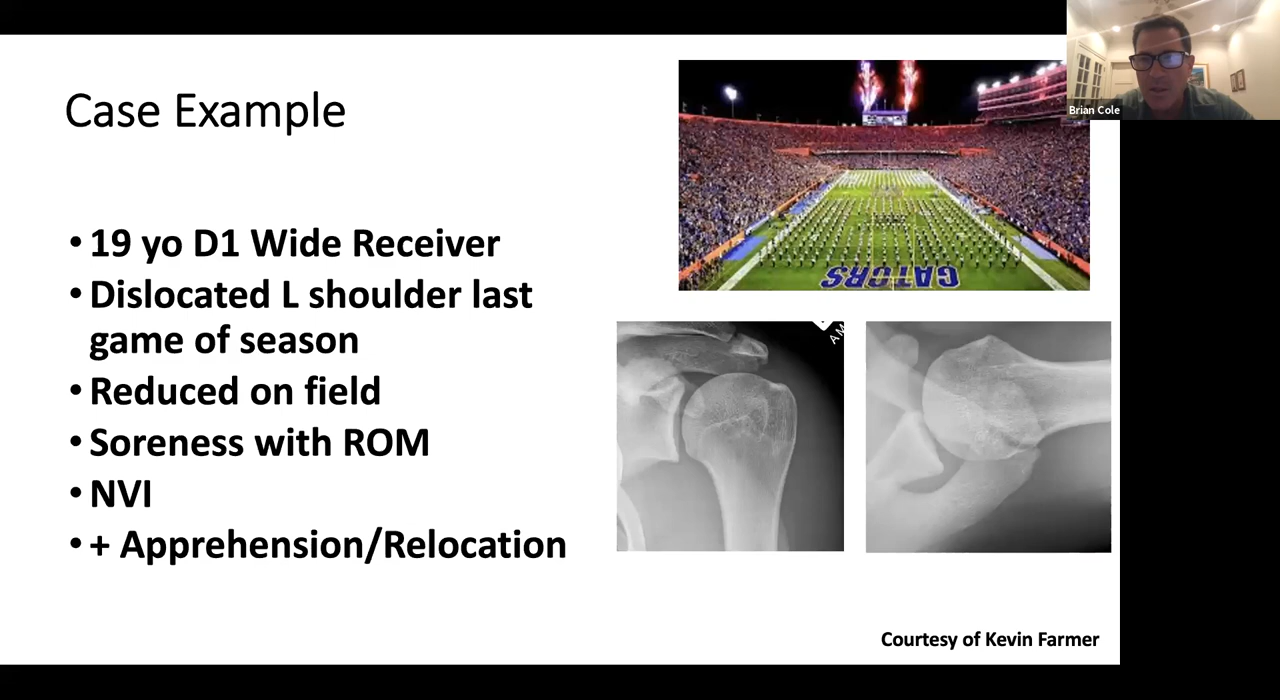 Case Example
• 19 yo D1 Wide Receiver
• Dislocated L shoulder last
game of season
• Reduced on field
• Soreness with ROM
• NVI
• + Apprehension/Relocation
Brian Cole
GATORS
AM
Courtesy of Kevin Farmer